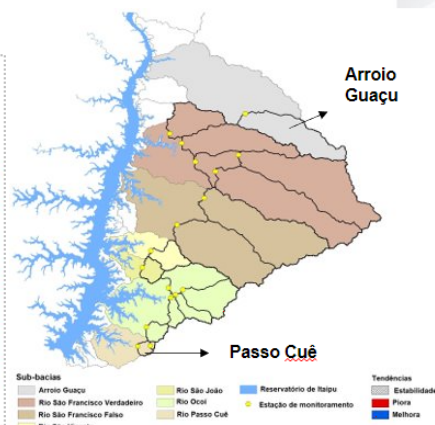 Arroio
Guaçu
Passo Cuê
Sub-bacias
Arroio Guaçu
Rio São Francisco Verdadeiro
Rio São Francisco Falso
Rio São João
Rio Ocoí
Rio Passo Cuê
Reservatório de Itaipu
Estação de monitoramento
Tendências
Estabilidade
Piora
Melhora